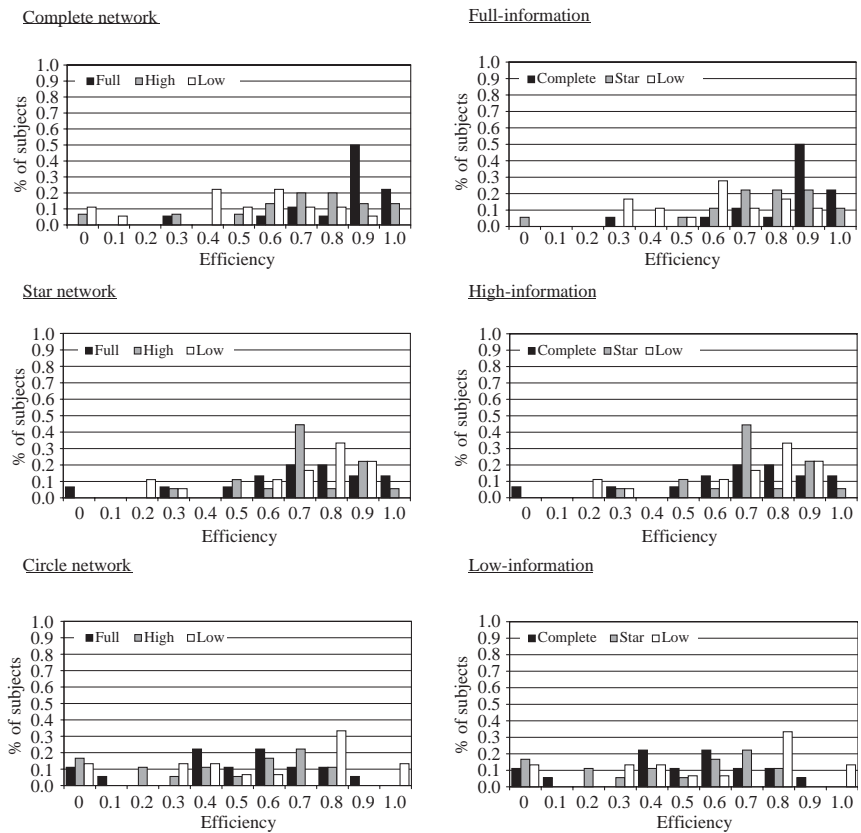 Complete network
Full-information
% of subjects
1.0
0.9
0.8
0.7
0.6
0.5
0.4
0.3
0.2
0.1
0.0
Full High Low
0 0.1 0.2 0.3 0.4 0.5 0.6 0.7 0.8 0.9 1.0
Efficiency
% of subjects
1.0
0.9
0.8
0.7
0.6
0.5
0.4
0.3
0.2
0.1
0.0
Complete Star Low
0 0.1 0.2 0.3 0.4 0.5 0.6 0.7 0.8 0.9 1.0
Efficiency
Star network
High-information
% of subjects
1.0
0.9
0.8
0.7
0.6
0.5
0.4
0.3
0.2
0.1
0.0
Full High Low
0 0.1 0.2 0.3 0.4 0.5 0.6 0.7 0.8 0.9 1.0
Efficiency
% of subjects
1.0
0.9
0.8
0.7
0.6
0.5
0.4
0.3
0.2
0.1
0.0
Complete Star Low
0 0.1 0.2 0.3 0.4 0.5 0.6 0.7 0.8 0.9 1.0
Efficiency
Circle network
Low-information
% of subjects
1.0
0.9
0.8
0.7
0.6
0.5
0.4
0.3
0.2
0.1
0.0
Full High Low
0 0.1 0.2 0.3 0.4 0.5 0.6 0.7 0.8 0.9 1.0
Efficiency
% of subjects
1.0
0.9
0.8
0.7
0.6
0.5
0.4
0.3
0.2
0.1
0.0
Complete Star Low
0 0.1 0.2 0.3 0.4 0.5 0.6 0.7 0.8 0.9 1.0
Efficiency